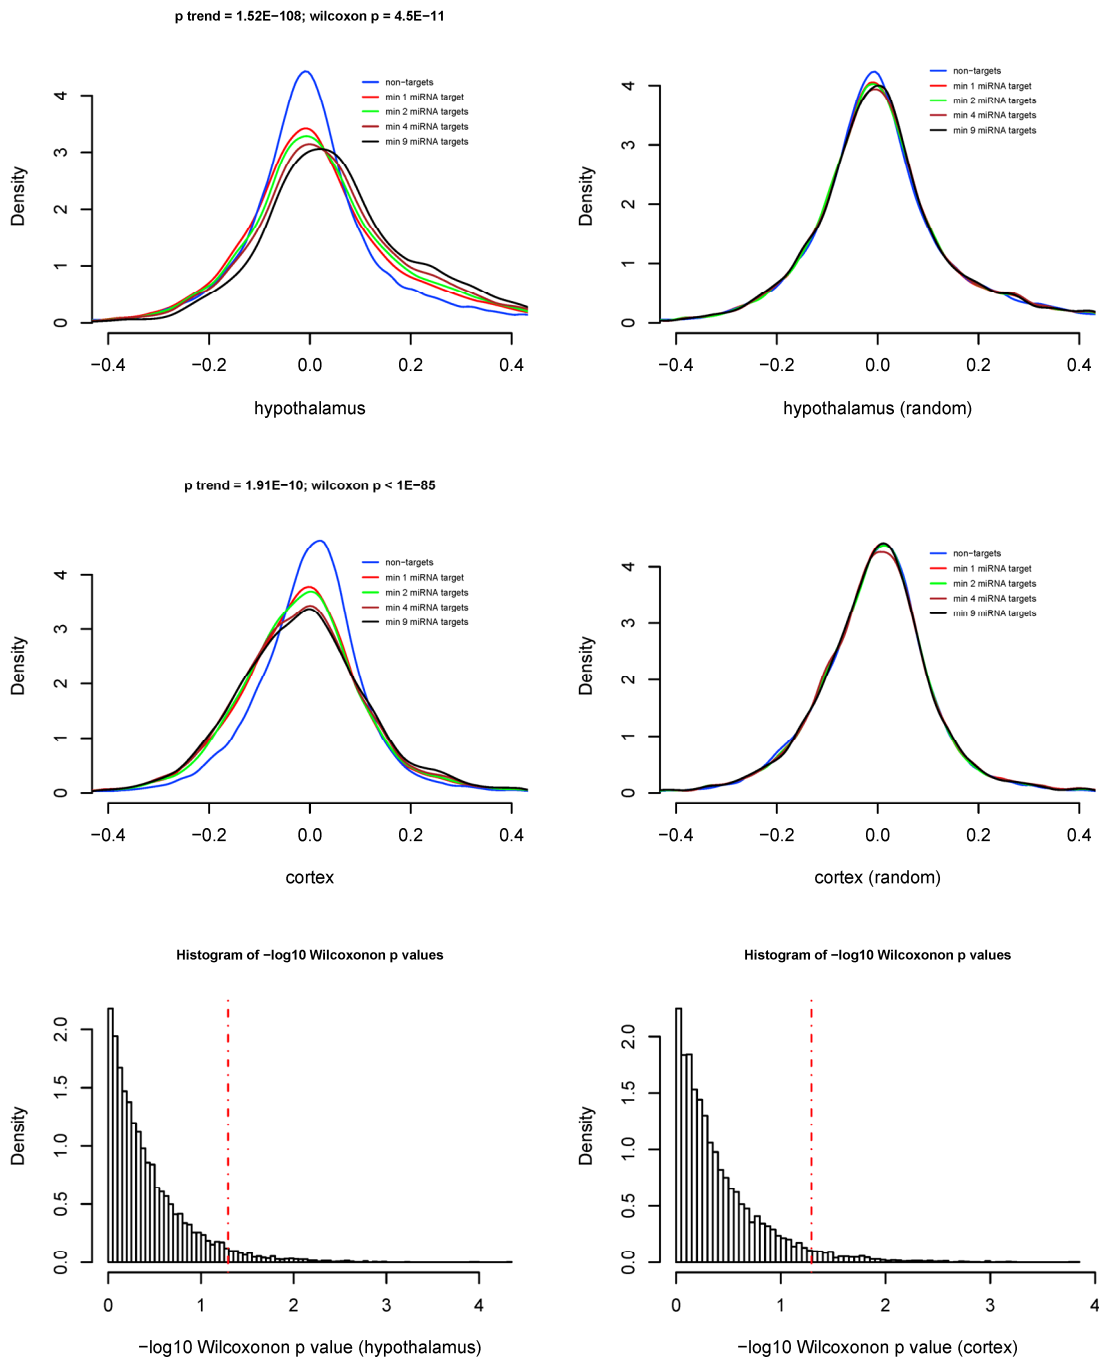 p trend = 1.52E−108; wilcoxon p = 4.5E−11
Density
0 1 2 3 4
non−targets
min 1 miRNA target
min 2 miRNA targets
min 4 miRNA targets
min 9 miRNA targets
−0.4 −0.2 0.0 0.2 0.4
hypothalamus
Density
0 1 2 3 4
non−targets
min 1 miRNA target
min 2 miRNA targets
min 4 miRNA targets
min 9 miRNA targets
−0.4 −0.2 0.0 0.2 0.4
hypothalamus (random)
p trend = 1.91E−10; wilcoxon p < 1E−85
Density
0 1 2 3 4
non−targets
min 1 miRNA target
min 2 miRNA targets
min 4 miRNA targets
min 9 miRNA targets
−0.4 −0.2 0.0 0.2 0.4
cortex
Density
0 1 2 3 4
non−targets
min 1 miRNA target
min 2 miRNA targets
min 4 miRNA targets
min 9 miRNA targets
−0.4 −0.2 0.0 0.2 0.4
cortex (random)
Histogram of −log10 Wilcoxonon p values
Density
0.0 0.5 1.0 1.5 2.0
0 1 2 3 4
−log10 Wilcoxonon p value (hypothalamus)
Histogram of −log10 Wilcoxonon p values
Density
0.0 0.5 1.0 1.5 2.0
0 1 2 3 4
−log10 Wilcoxonon p value (cortex)